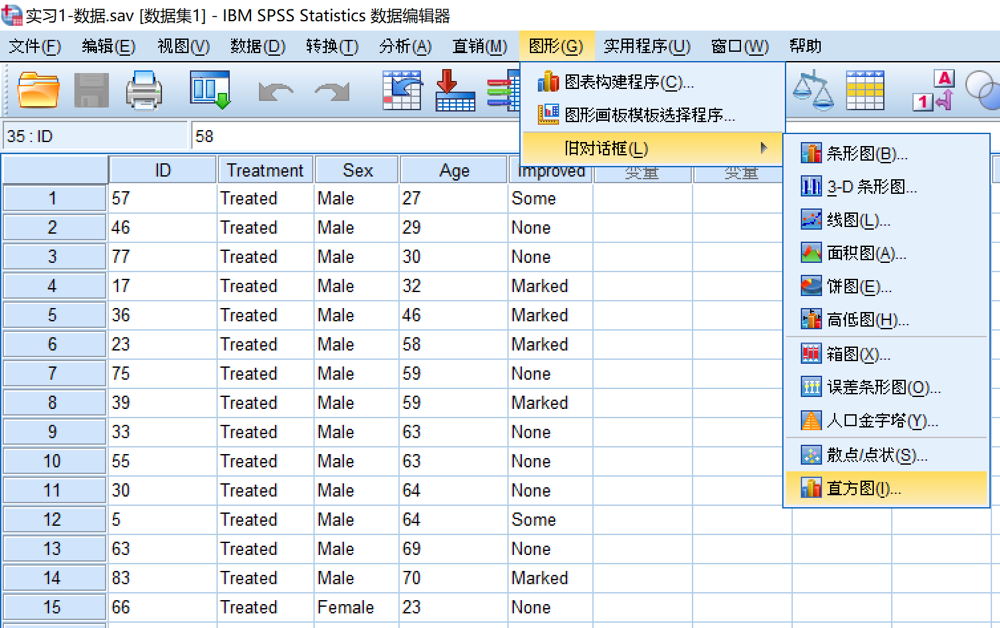 实习1-数据.sav [数据集1] - IBM SPSS Statistics 数据编辑器
文件(F) 编辑(E) 视图(V) 数据(D) 转换(T) 分析(A) 直销(M) 图形(G) 实用程序(U) 窗口(W) 帮助
图表构建程序(C)...
图形画板模板选择程序...
旧对话框(L)
A
1
35 : ID 58
条形图(B)...
3-D 条形图...
线图(L)...
面积图(A)...
饼图(E)...
高低图(H)...
箱图(X)...
误差条形图(O)...
人口金字塔(Y)...
散点/点状(S)...
直方图(I)...
ID Treatment Sex Age Improved 变量 变量
1 57 Treated Male 27 Some
2 46 Treated Male 29 None
3 77 Treated Male 30 None
4 17 Treated Male 32 Marked
5 36 Treated Male 46 Marked
6 23 Treated Male 58 Marked
7 75 Treated Male 59 None
8 39 Treated Male 59 Marked
9 33 Treated Male 63 None
10 55 Treated Male 63 None
11 30 Treated Male 64 None
12 5 Treated Male 64 Some
13 63 Treated Male 69 None
14 83 Treated Male 70 Marked
15 66 Treated Female 23 None